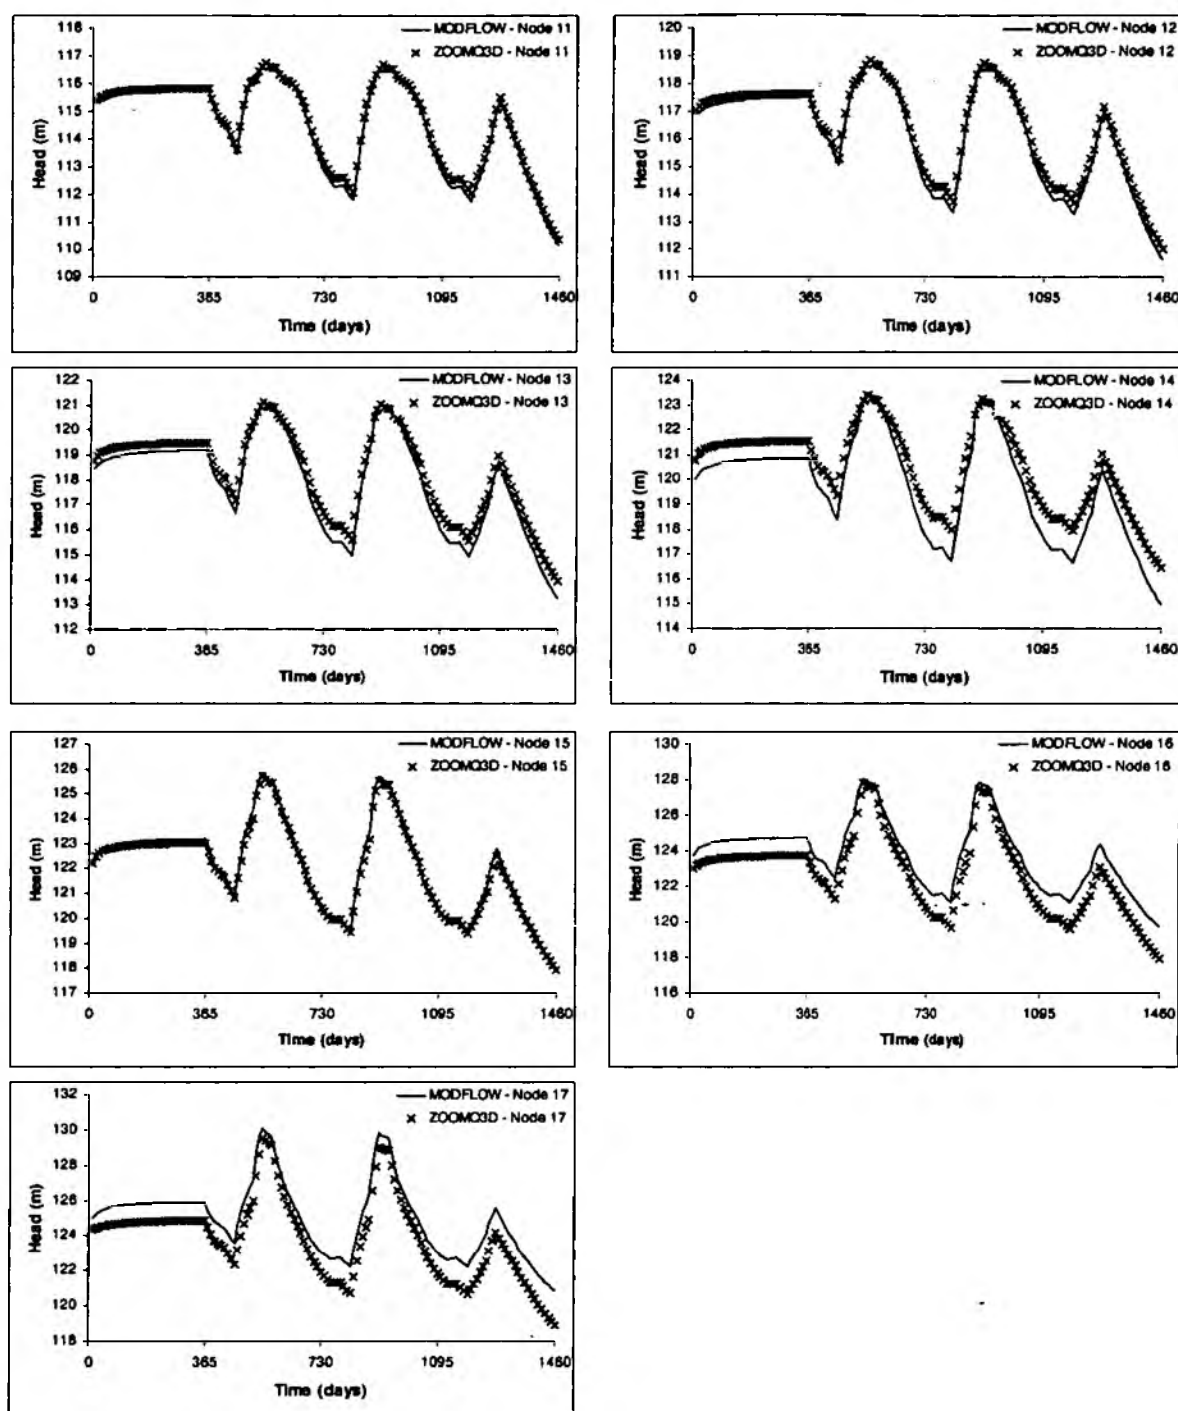 MODFLOW - Node 11
ZOOMQ3D - Node 11
Head (m)
118
117
116
115
114
113
112
111
110
109
0 365 730 1095 1460
Time (days)
MODFLOW - Node 12
ZOOMQ3D - Node 12
Head (m)
120
119
118
117
116
115
114
113
112
111
0 365 730 1095 1460
Time (days)
MODFLOW - Node 13
ZOOMQ3D - Node 13
Head (m)
122
121
120
119
118
117
116
115
114
113
112
0 365 730 1095 1460
Time (days)
MODFLOW - Node 14
ZOOMQ3D - Node 14
Head (m)
124
123
122
121
120
119
118
117
116
115
114
0 365 730 1095 1460
Time (days)
MODFLOW - Node 15
ZOOMQ3D - Node 15
Head (m)
127
126
125
124
123
122
121
120
119
118
117
0 365 730 1095 1460
Time (days)
MODFLOW - Node 16
ZOOMQ3D - Node 16
Head (m)
130
128
126
124
122
120
118
116
0 365 730 1095 1460
Time (days)
MODFLOW - Node 17
ZOOMQ3D - Node 17
Head (m)
132
130
128
126
124
122
120
118
0 365 730 1095 1460
Time (days)